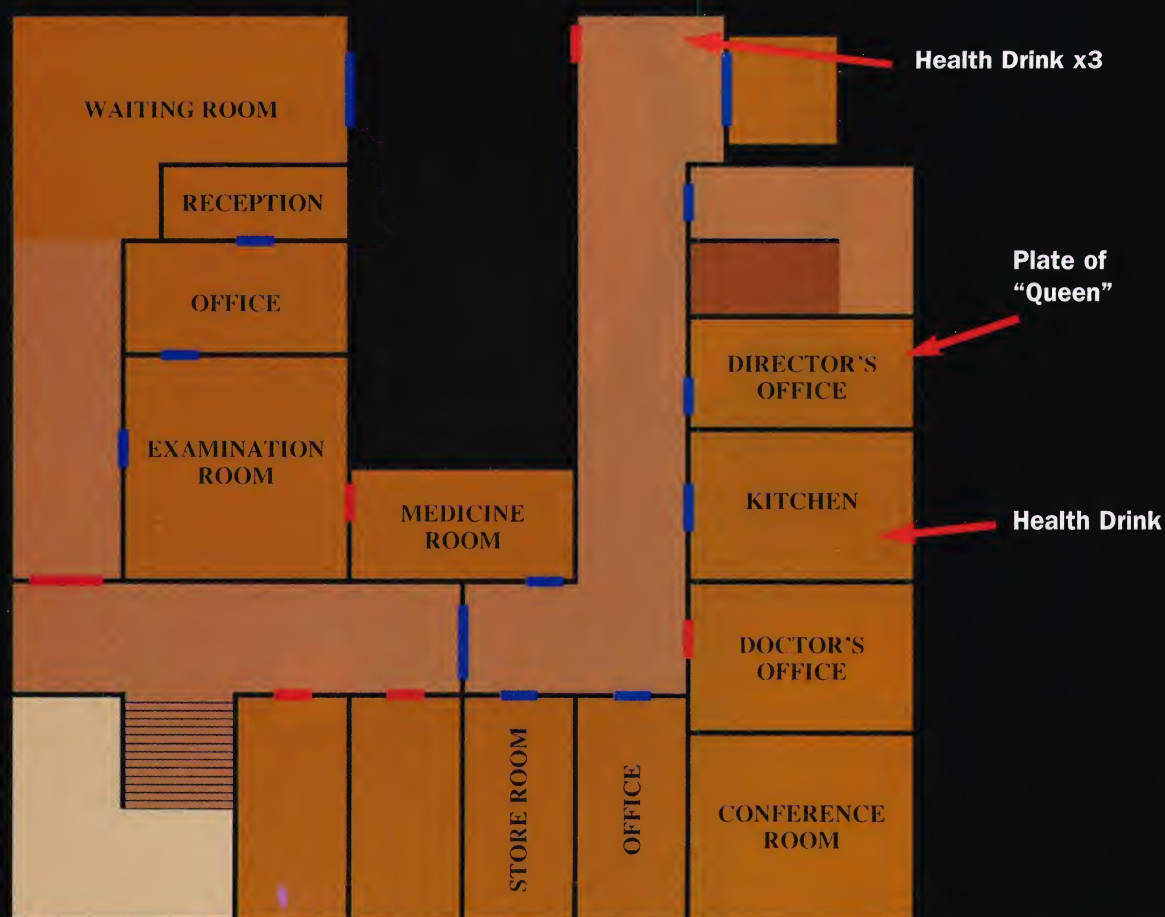 WAITING ROOM
Health Drink x3
RECEPTION
OFFICE
Plate of
“Queen”
DIRECTOR’S
OFFICE
EXAMINATION
ROOM
KITCHEN
MEDICINE
ROOM
Health Drink
DOCTOR’S
OFFICE
STORE ROOM
OFFICE
CONFERENCE
ROOM